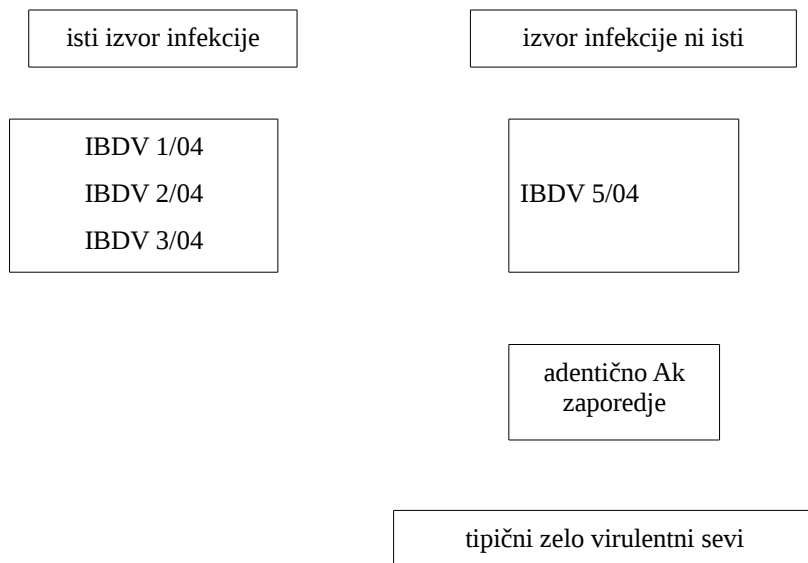 isti izvor infekcije
izvor infekcije ni isti
IBDV 1/04
IBDV 2/04
IBDV 3/04
IBDV 5/04
adentično Ak
zaporedje
tipični zelo virulentni sevi